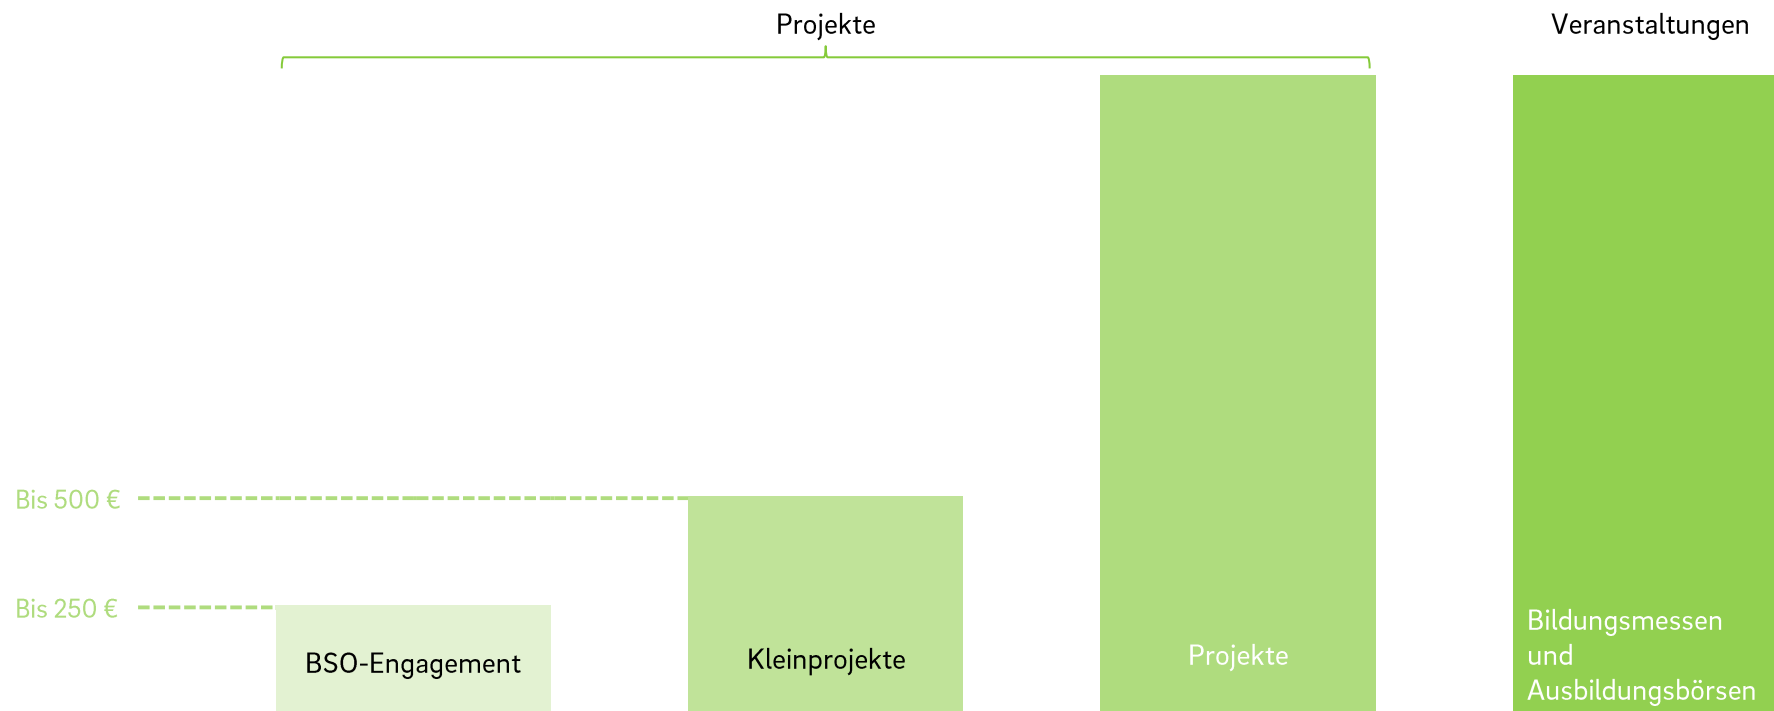 Projekte
Veranstaltungen
Bis 500 €
Bis 250 €
BSO-Engagement
Kleinprojekte
Projekte
Bildungsmessen
und
Ausbildungsbörsen